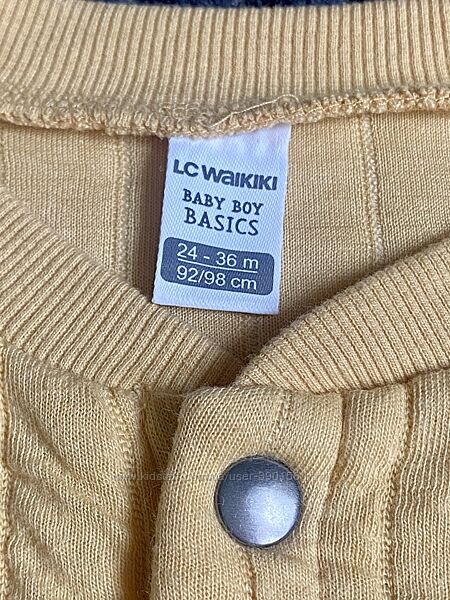 LC WAIKIKI
BABY BOY
BASICS
24 - 36 m
92/98 cm